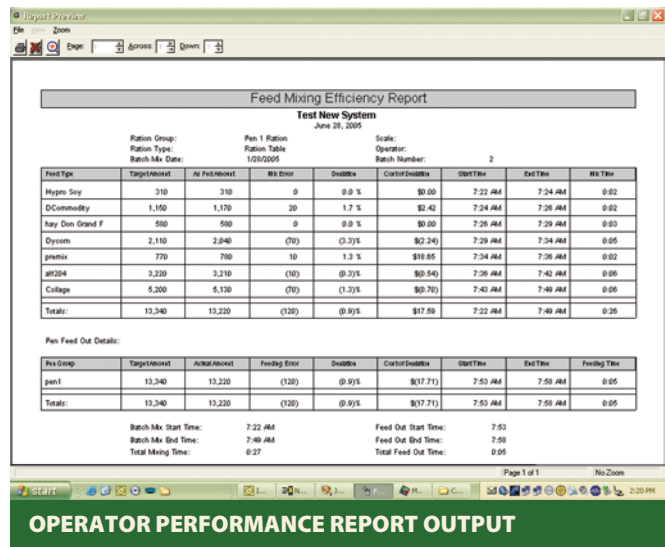 Report Preview
File View Zoom
Page: 1 Across: 1 Down: 1
Feed Mixing Efficiency Report
Test New System
June 28, 2005
Ration Group: Pen 1 Ration Scale:
Ration Type: Ration Table Operator:
Batch Mix Date: 1/28/2005 Batch Number: 2
Feed Type Target Amount As Fed Amount Mix Error Deviation Cost of Deviation Start Time End Time Mix Time
Hypro Soy 310 310 0 0.0 % $0.00 7:22 AM 7:24 AM 0:02
DCommodity 1,150 1,170 20 1.7 % $2.42 7:24 AM 7:26 AM 0:02
hay Don Grand F 580 580 0 0.0 % $0.00 7:26 AM 7:29 AM 0:03
Dycom 2,110 2,040 (70) (3.3)% $(2.24) 7:29 AM 7:34 AM 0:05
premix 770 780 10 1.3 % $18.65 7:34 AM 7:36 AM 0:02
alf204 3,220 3,210 (10) (0.3)% $(0.54) 7:36 AM 7:42 AM 0:06
Csilage 5,200 5,130 (70) (1.3)% $(0.70) 7:43 AM 7:49 AM 0:06
Totals: 13,340 13,220 (120) (0.9)% $17.59 7:22 AM 7:49 AM 0:26
Pen Feed Out Details:
Pen Group Target Amount Actual Amount Feeding Error Deviation Cost of Deviation Start Time End Time Feeding Time
pen1 13,340 13,220 (120) (0.9)% $(17.71) 7:53 AM 7:58 AM 0:05
Totals: 13,340 13,220 (120) (0.9)% $(17.71) 7:53 AM 7:58 AM 0:05
Batch Mix Start Time: 7:22 AM Feed Out Start Time: 7:53
Batch Mix End Time: 7:49 AM Feed Out End Time: 7:58
Total Mixing Time: 0:27 Total Feed Out Time: 0:05
Page 1 of 1 No Zoom
start I... N... J... F... M... C... 2:20 PM
OPERATOR PERFORMANCE REPORT OUTPUT